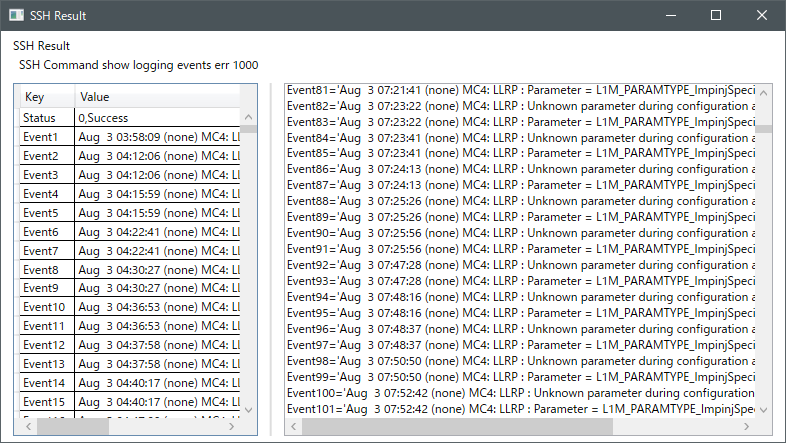 SSH Result
SSH Result
SSH Command show logging events err 1000
Key Value
Status 0,Success
Event1 Aug  3 03:58:09 (none) MC4: LL
Event2 Aug  3 04:12:06 (none) MC4: LL
Event3 Aug  3 04:12:06 (none) MC4: LL
Event4 Aug  3 04:15:59 (none) MC4: LL
Event5 Aug  3 04:15:59 (none) MC4: LL
Event6 Aug  3 04:22:41 (none) MC4: LL
Event7 Aug  3 04:22:41 (none) MC4: LL
Event8 Aug  3 04:30:27 (none) MC4: LL
Event9 Aug  3 04:30:27 (none) MC4: LL
Event10 Aug  3 04:36:53 (none) MC4: LL
Event11 Aug  3 04:36:53 (none) MC4: LL
Event12 Aug  3 04:37:58 (none) MC4: LL
Event13 Aug  3 04:37:58 (none) MC4: LL
Event14 Aug  3 04:40:17 (none) MC4: LL
Event15 Aug  3 04:40:17 (none) MC4: LL
Event81='Aug  3 07:21:41 (none) MC4: LLRP : Parameter = L1M_PARAMTYPE_ImpinjSpeci
Event82='Aug  3 07:23:22 (none) MC4: LLRP : Unknown parameter during configuration a
Event83='Aug  3 07:23:22 (none) MC4: LLRP : Parameter = L1M_PARAMTYPE_ImpinjSpeci
Event84='Aug  3 07:23:41 (none) MC4: LLRP : Unknown parameter during configuration a
Event85='Aug  3 07:23:41 (none) MC4: LLRP : Parameter = L1M_PARAMTYPE_ImpinjSpeci
Event86='Aug  3 07:24:13 (none) MC4: LLRP : Unknown parameter during configuration a
Event87='Aug  3 07:24:13 (none) MC4: LLRP : Parameter = L1M_PARAMTYPE_ImpinjSpeci
Event88='Aug  3 07:25:26 (none) MC4: LLRP : Unknown parameter during configuration a
Event89='Aug  3 07:25:26 (none) MC4: LLRP : Parameter = L1M_PARAMTYPE_ImpinjSpeci
Event90='Aug  3 07:25:56 (none) MC4: LLRP : Unknown parameter during configuration a
Event91='Aug  3 07:25:56 (none) MC4: LLRP : Parameter = L1M_PARAMTYPE_ImpinjSpeci
Event92='Aug  3 07:47:28 (none) MC4: LLRP : Unknown parameter during configuration a
Event93='Aug  3 07:47:28 (none) MC4: LLRP : Parameter = L1M_PARAMTYPE_ImpinjSpeci
Event94='Aug  3 07:48:16 (none) MC4: LLRP : Unknown parameter during configuration a
Event95='Aug  3 07:48:16 (none) MC4: LLRP : Parameter = L1M_PARAMTYPE_ImpinjSpeci
Event96='Aug  3 07:48:37 (none) MC4: LLRP : Unknown parameter during configuration a
Event97='Aug  3 07:48:37 (none) MC4: LLRP : Parameter = L1M_PARAMTYPE_ImpinjSpeci
Event98='Aug  3 07:50:50 (none) MC4: LLRP : Unknown parameter during configuration a
Event99='Aug  3 07:50:50 (none) MC4: LLRP : Parameter = L1M_PARAMTYPE_ImpinjSpeci
Event100='Aug  3 07:52:42 (none) MC4: LLRP : Unknown parameter during configuration
Event101='Aug  3 07:52:42 (none) MC4: LLRP : Parameter = L1M_PARAMTYPE_ImpinjSpec